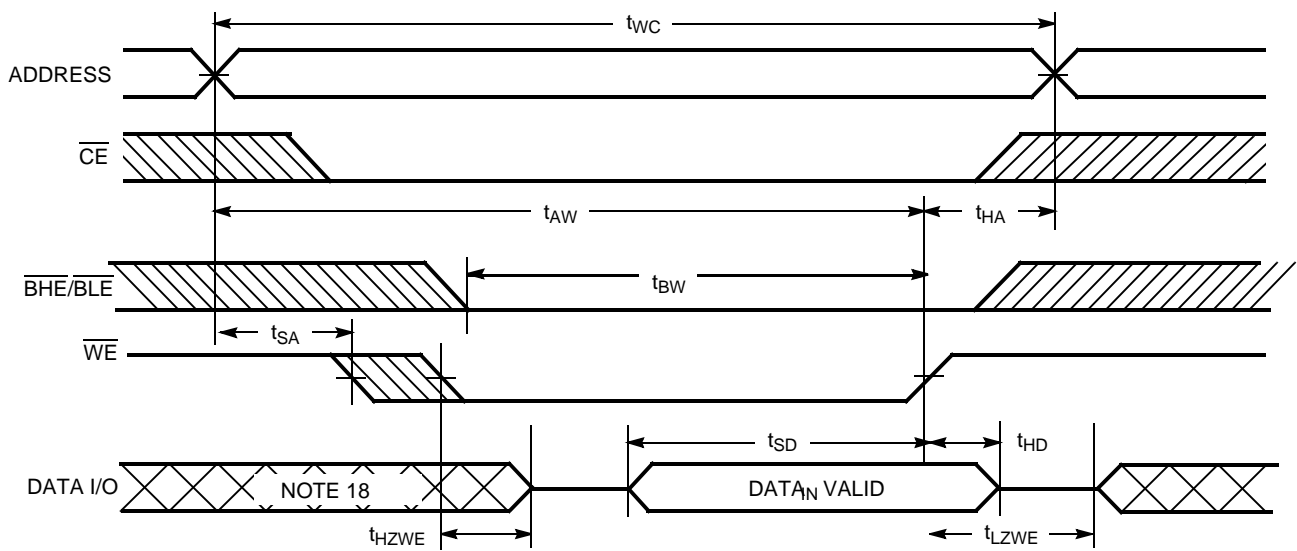 tWC
ADDRESS
CE
tAW
tHA
BHE/BLE
tBW
tSA
WE
tSD
tHD
DATA I/O
NOTE 18
DATAIN VALID
tHZWE
tLZWE